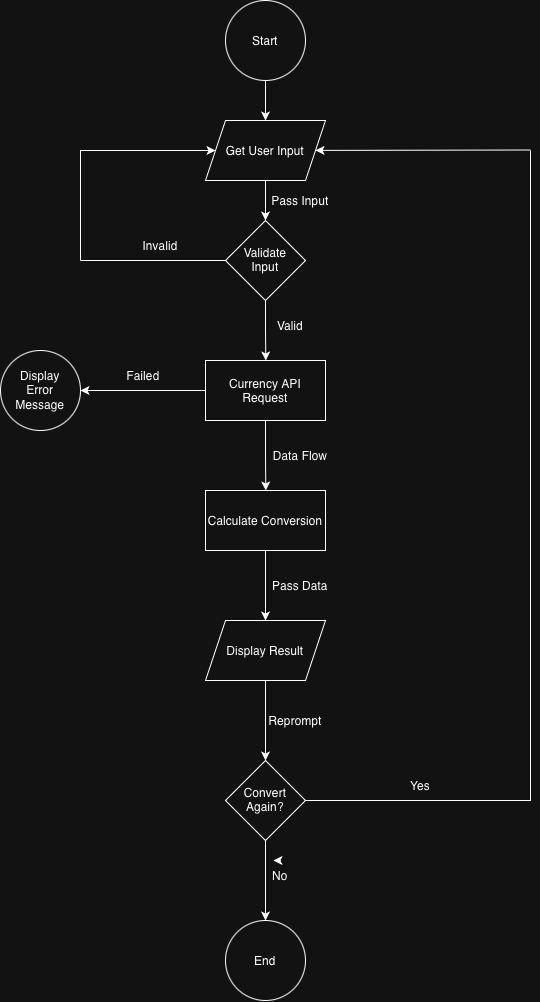 Start
Get User Input
Pass Input
Invalid
Validate
Input
Valid
Display
Error
Message
Failed
Currency API
Request
Data Flow
Calculate Conversion
Pass Data
Display Result
Reprompt
Convert
Again?
Yes
No
End